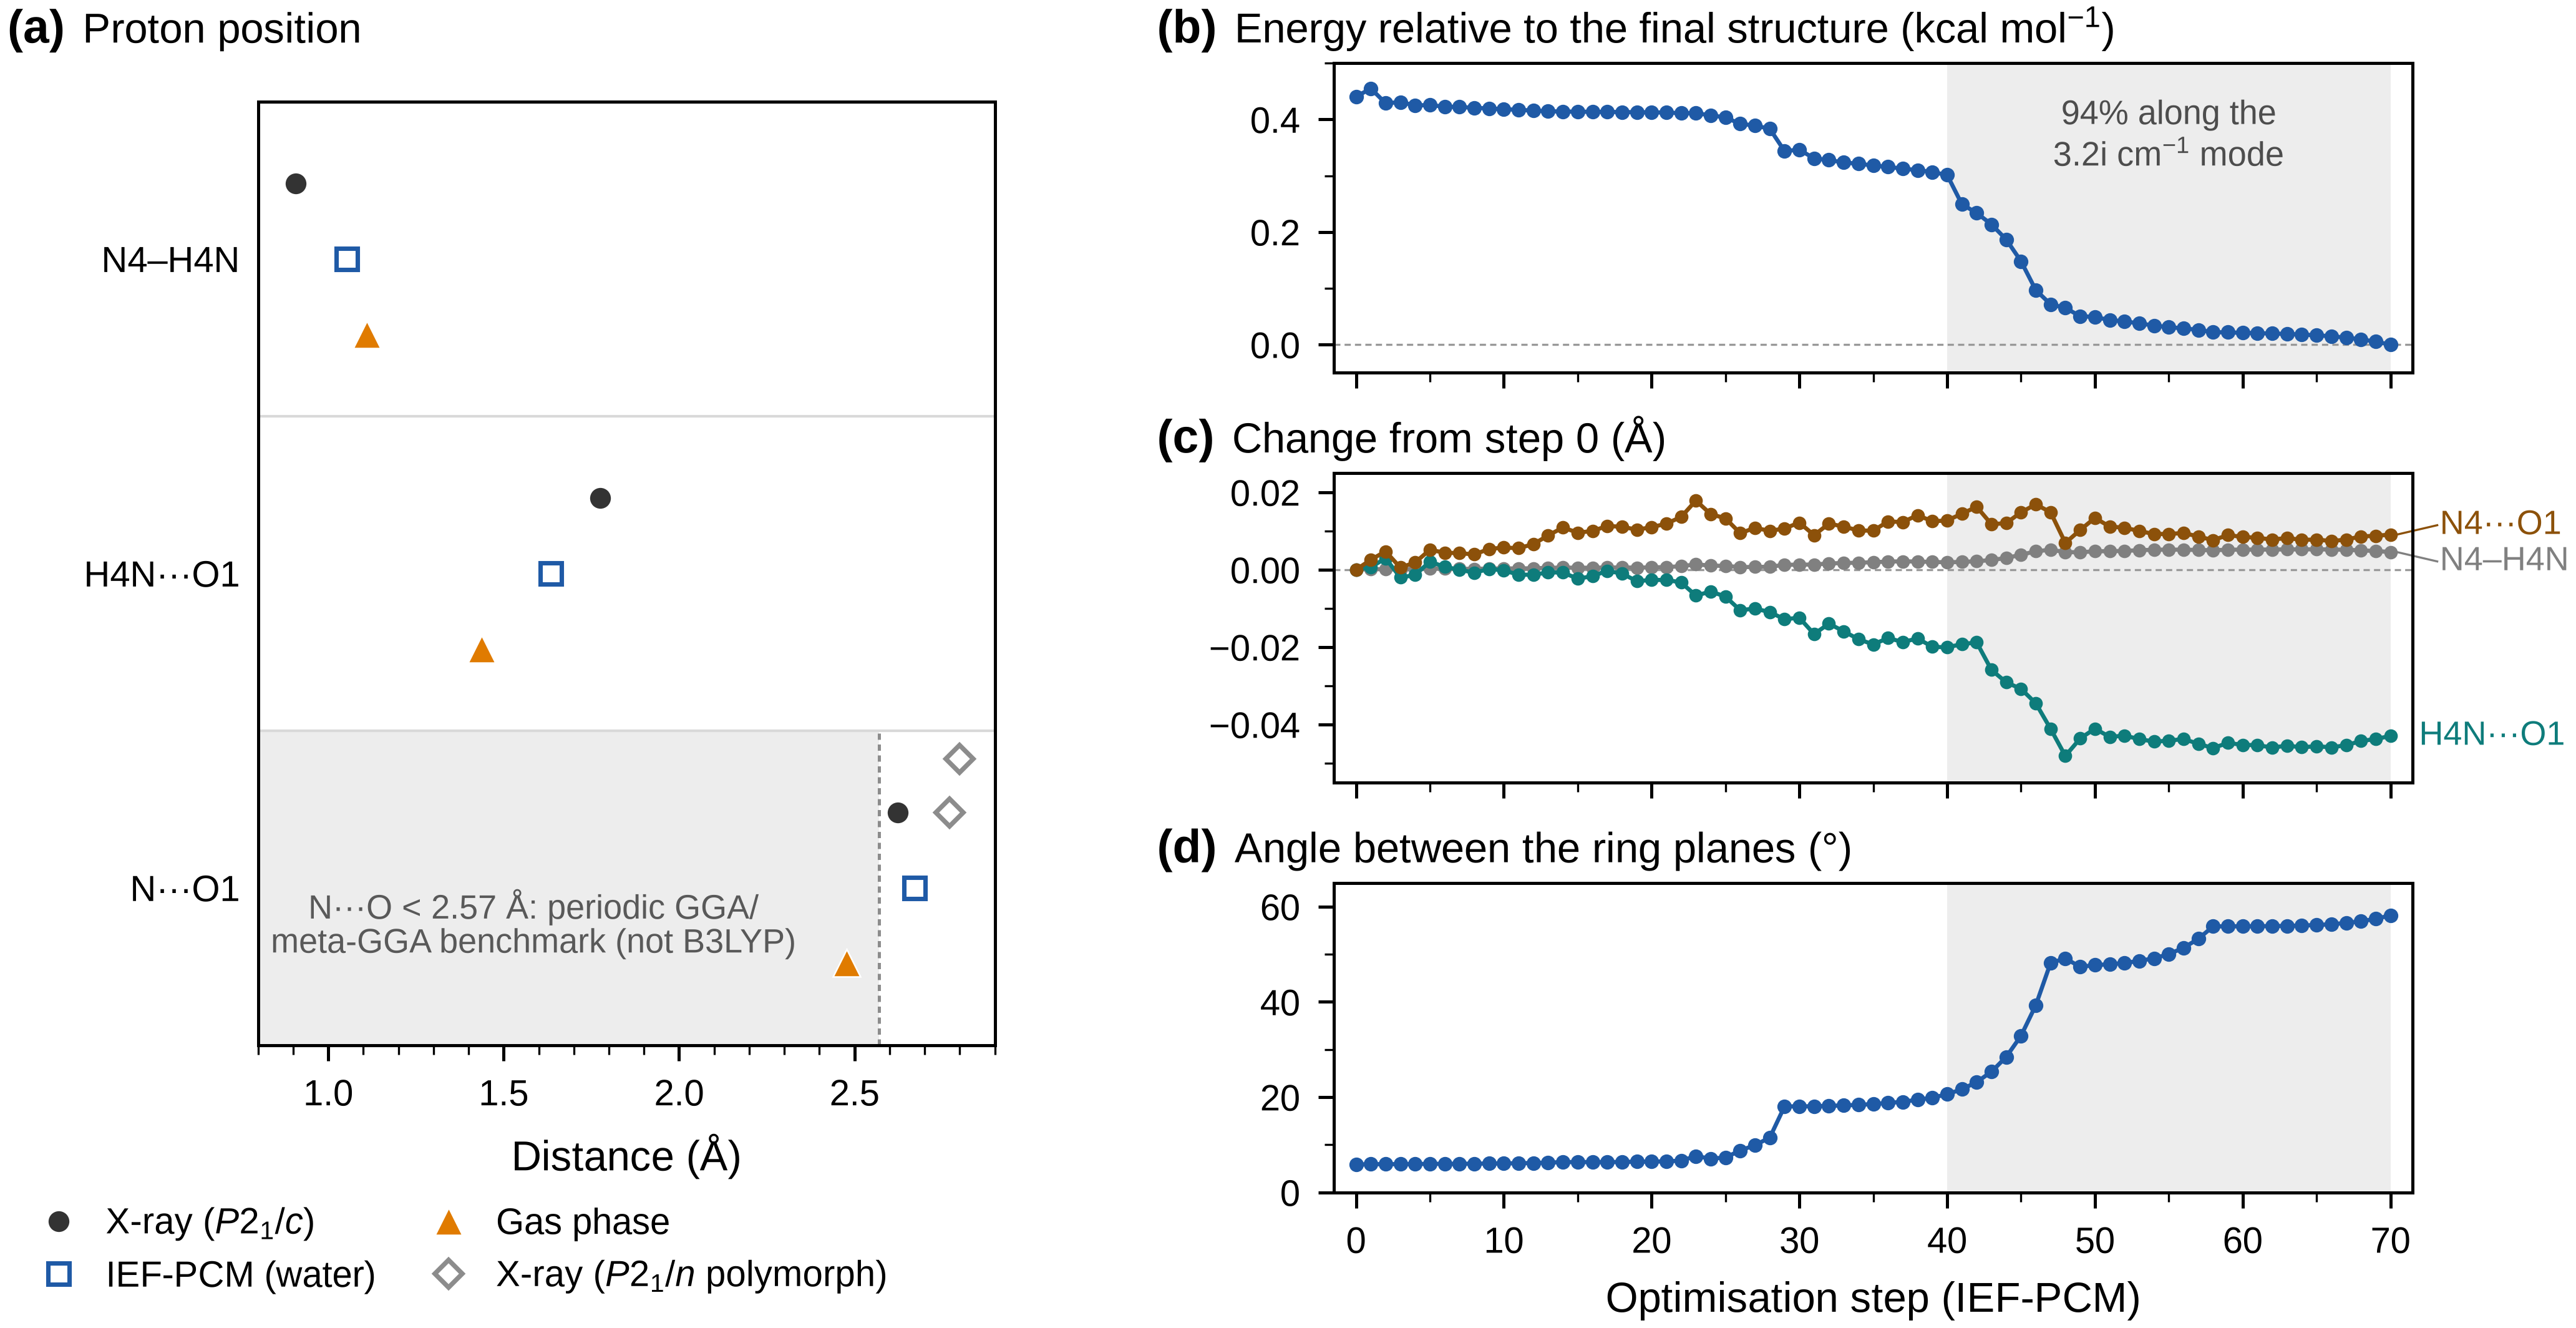 (a) Proton position
N4–H4N
H4N···O1
N···O1
N···O < 2.57 Å: periodic GGA/
meta-GGA benchmark (not B3LYP)
1.0 1.5 2.0 2.5
Distance (Å)
X-ray (P2₁/c)
Gas phase
IEF-PCM (water)
X-ray (P2₁/n polymorph)
(b) Energy relative to the final structure (kcal mol⁻¹)
0.4
0.2
0.0
94% along the
3.2i cm⁻¹ mode
(c) Change from step 0 (Å)
0.02
0.00
−0.02
−0.04
N4···O1
N4–H4N
H4N···O1
(d) Angle between the ring planes (°)
60
40
20
0
0 10 20 30 40 50 60 70
Optimisation step (IEF-PCM)